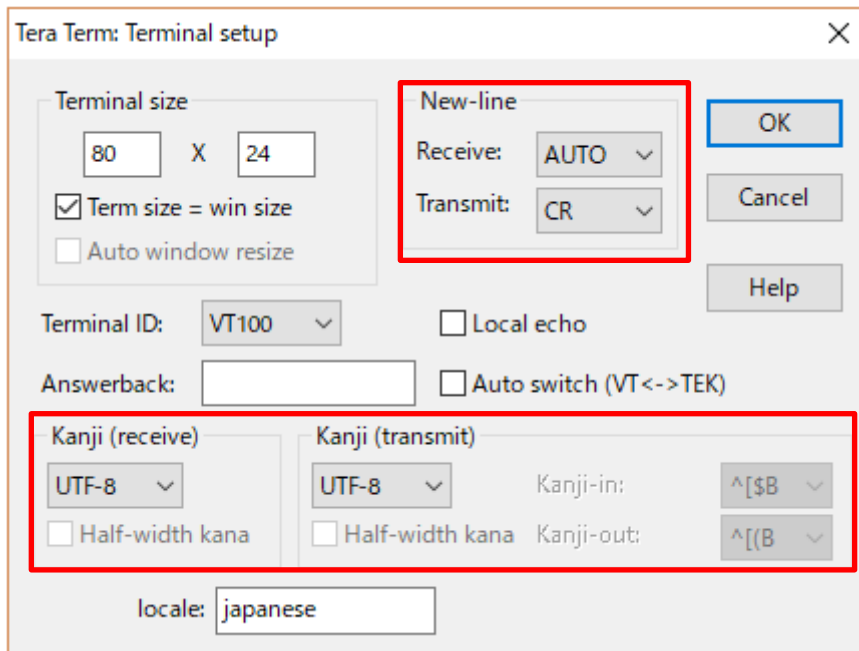 Tera Term: Terminal setup
Terminal size
80 X 24
Term size = win size
Auto window resize
New-line
Receive: AUTO
Transmit: CR
OK
Cancel
Help
Terminal ID: VT100
Local echo
Answerback:
Auto switch (VT<->TEK)
Kanji (receive)
UTF-8
Half-width kana
Kanji (transmit)
UTF-8
Half-width kana
Kanji-in: ^[$B
Kanji-out: ^[(B
locale: japanese